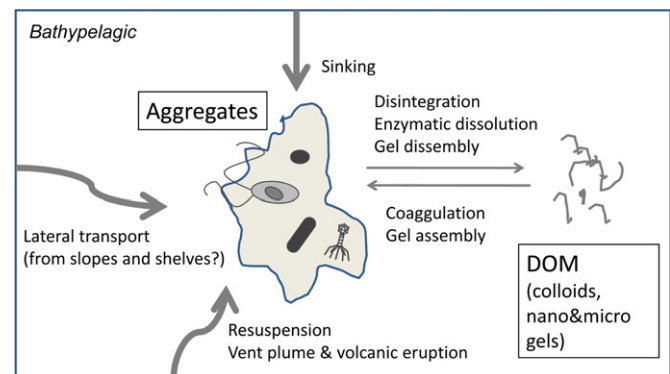 Bathypelagic
Sinking
Aggregates
Disintegration
Enzymatic dissolution
Gel dissembly
Coaggulation
Gel assembly
Lateral transport
(from slopes and shelves?)
DOM
(colloids,
nano&micro
gels)
Resuspension
Vent plume & volcanic eruption